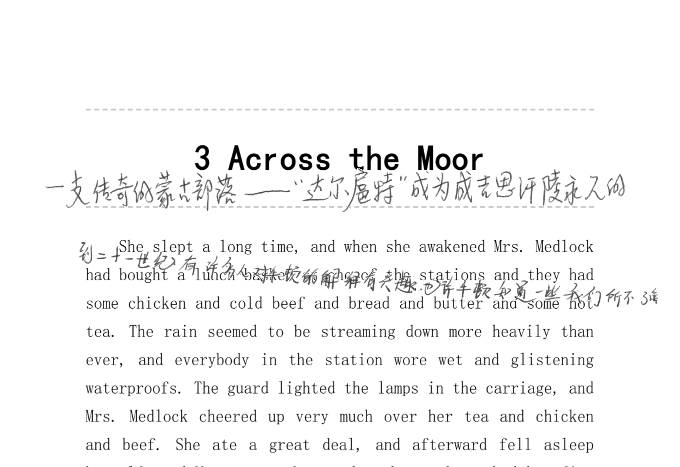 3 Across the Moor
一支传奇的蒙古部落——“达尔扈特”成为成吉思汗陵永久的
She slept a long time, and when she awakened Mrs. Medlock
到二十一世纪,有许多人对牛顿的解释有兴趣.也许牛顿知道一些我们所不
had bought a lunch basket at one of the stations and they had
some chicken and cold beef and bread and butter and some hot
tea. The rain seemed to be streaming down more heavily than
ever, and everybody in the station wore wet and glistening
waterproofs. The guard lighted the lamps in the carriage, and
Mrs. Medlock cheered up very much over her tea and chicken
and beef. She ate a great deal, and afterward fell asleep